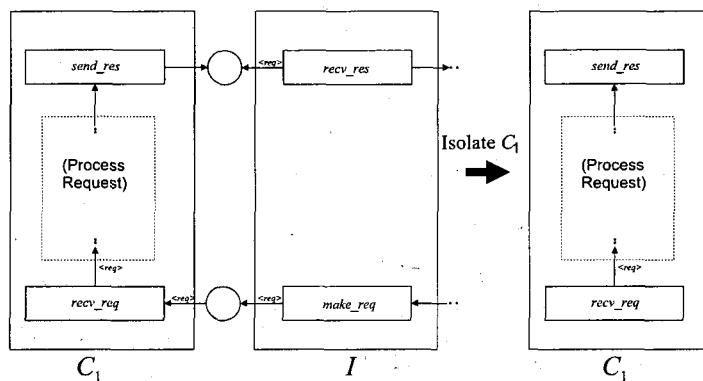 send_res
<req>
recv_res
send_res
Isolate C1
(Process
Request)
(Process
Request)
<req>
<req>
recv_req
<req>
<req>
make_req
recv_req
C1
I
C1